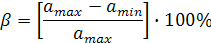 β = [(a_max − a_min) / a_max] · 100%